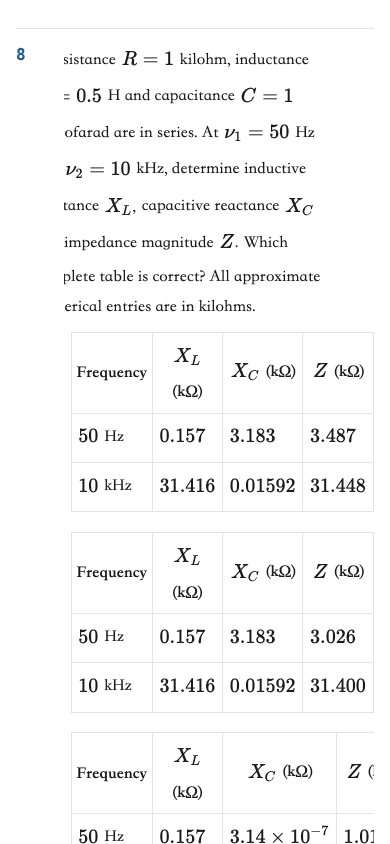 8
sistance R = 1 kilohm, inductance
= 0.5 H and capacitance C = 1
ofarad are in series. At ν₁ = 50 Hz
ν₂ = 10 kHz, determine inductive
tance X_L, capacitive reactance X_C
impedance magnitude Z. Which
plete table is correct? All approximate
erical entries are in kilohms.
Frequency X_L (kΩ) X_C (kΩ) Z (kΩ)
50 Hz 0.157 3.183 3.487
10 kHz 31.416 0.01592 31.448
Frequency X_L (kΩ) X_C (kΩ) Z (kΩ)
50 Hz 0.157 3.183 3.026
10 kHz 31.416 0.01592 31.400
Frequency X_L (kΩ) X_C (kΩ) Z (
50 Hz 0.157 3.14 × 10⁻⁷ 1.01